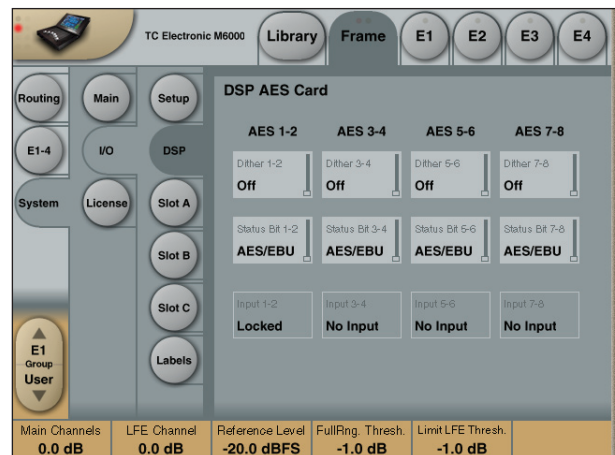 TC Electronic M6000
Library
Frame
E1
E2
E3
E4
Routing
Main
Setup
E1-4
I/O
DSP
System
License
Slot A
Slot B
Slot C
Labels
E1
Group
User
DSP AES Card
AES 1-2 AES 3-4 AES 5-6 AES 7-8
Dither 1-2 Dither 3-4 Dither 5-6 Dither 7-8
Off Off Off Off
Status Bit 1-2 Status Bit 3-4 Status Bit 5-6 Status Bit 7-8
AES/EBU AES/EBU AES/EBU AES/EBU
Input 1-2 Input 3-4 Input 5-6 Input 7-8
Locked No Input No Input No Input
Main Channels LFE Channel Reference Level FullRng. Thresh. Limit LFE Thresh.
0.0 dB 0.0 dB -20.0 dBFS -1.0 dB -1.0 dB